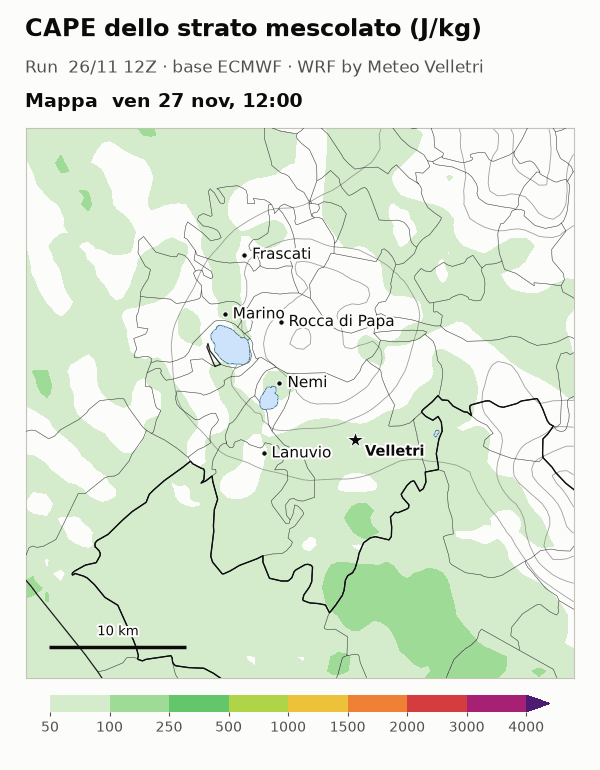 CAPE dello strato mescolato (J/kg)
Run  26/11 12Z · base ECMWF · WRF by Meteo Velletri
Mappa  ven 27 nov, 12:00
Frascati
Marino
Rocca di Papa
Nemi
Velletri
Lanuvio
10 km
50 100 250 500 1000 1500 2000 3000 4000